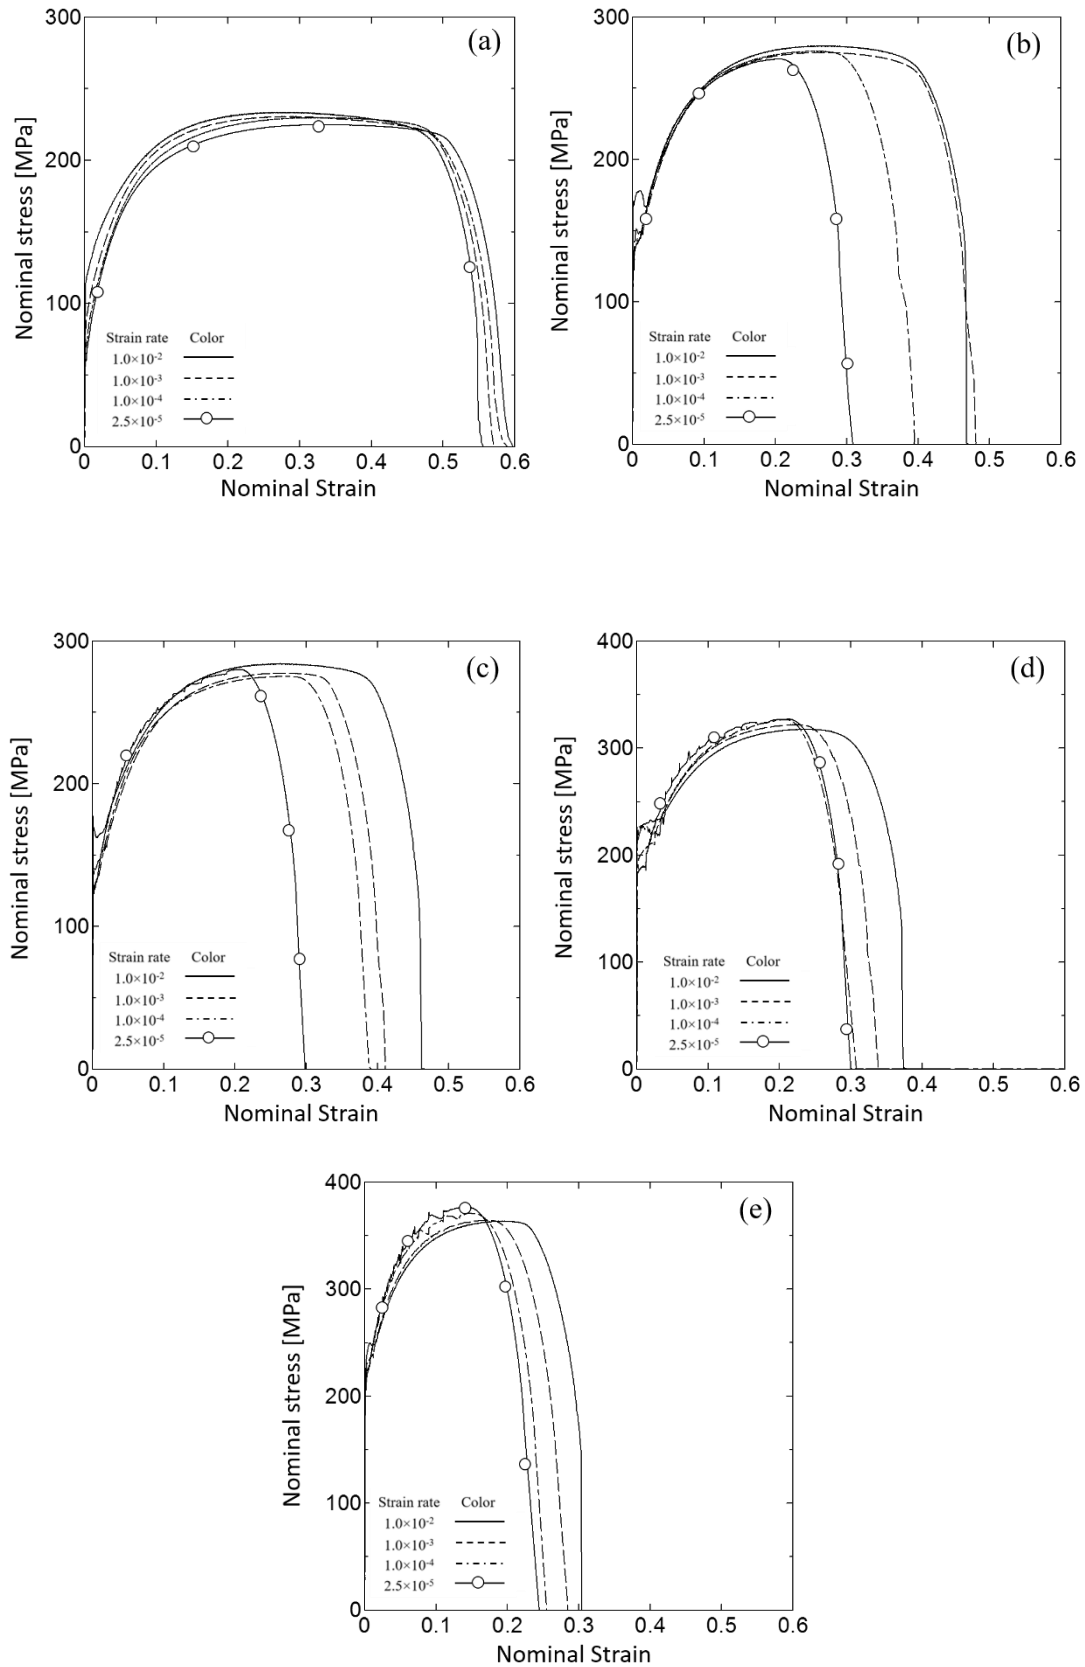 (a)
300
200
100
0
Nominal stress [MPa]
Strain rate Color
1.0×10-2
1.0×10-3
1.0×10-4
2.5×10-5
0 0.1 0.2 0.3 0.4 0.5 0.6
Nominal Strain
(b)
300
200
100
0
Nominal stress [MPa]
Strain rate Color
1.0×10-2
1.0×10-3
1.0×10-4
2.5×10-5
0 0.1 0.2 0.3 0.4 0.5 0.6
Nominal Strain
(c)
300
200
100
0
Nominal stress [MPa]
Strain rate Color
1.0×10-2
1.0×10-3
1.0×10-4
2.5×10-5
0 0.1 0.2 0.3 0.4 0.5 0.6
Nominal Strain
(d)
400
300
200
100
0
Nominal stress [MPa]
Strain rate Color
1.0×10-2
1.0×10-3
1.0×10-4
2.5×10-5
0 0.1 0.2 0.3 0.4 0.5 0.6
Nominal Strain
(e)
400
300
200
100
0
Nominal stress [MPa]
Strain rate Color
1.0×10-2
1.0×10-3
1.0×10-4
2.5×10-5
0 0.1 0.2 0.3 0.4 0.5 0.6
Nominal Strain